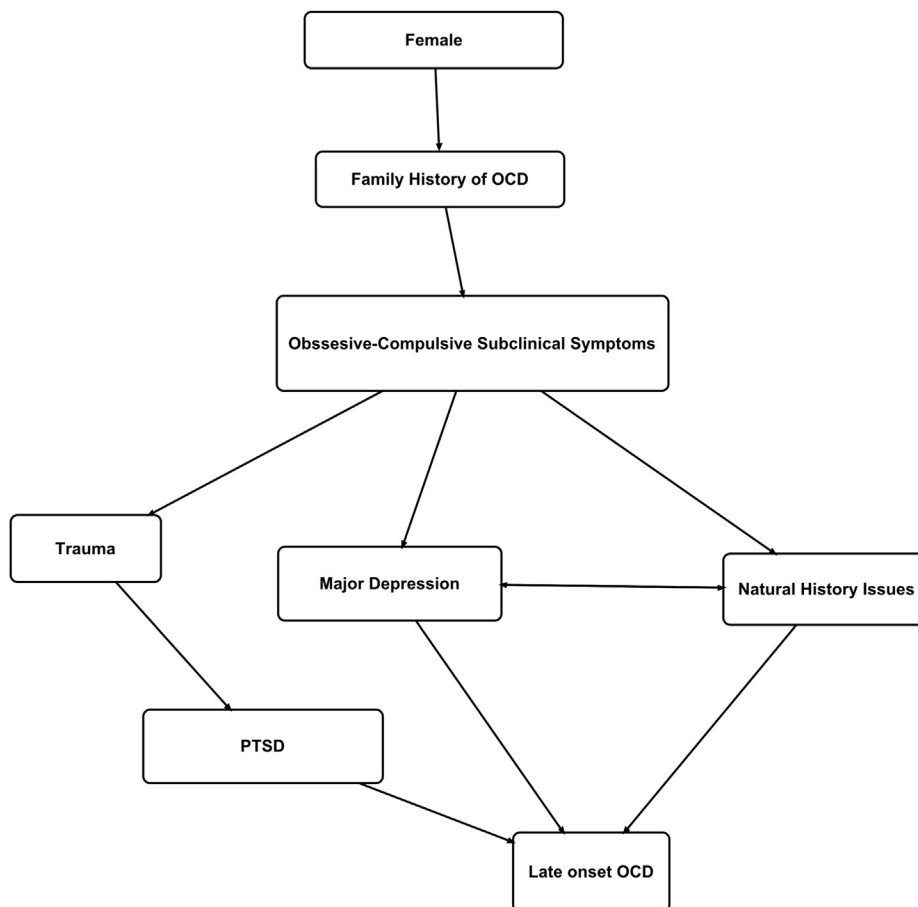 Female
Family History of OCD
Obssesive-Compulsive Subclinical Symptoms
Trauma
Major Depression
Natural History Issues
PTSD
Late onset OCD